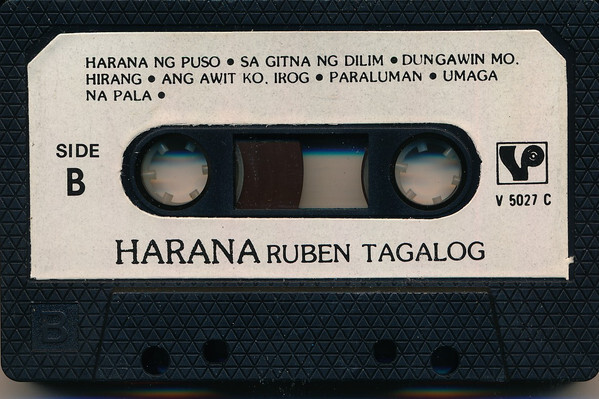 HARANA NG PUSO • SA GITNA NG DILIM • DUNGAWIN MO,
HIRANG • ANG AWIT KO, IROG • PARALUMAN • UMAGA
NA PALA •
SIDE
B
VP
V 5027 C
HARANA RUBEN TAGALOG
B